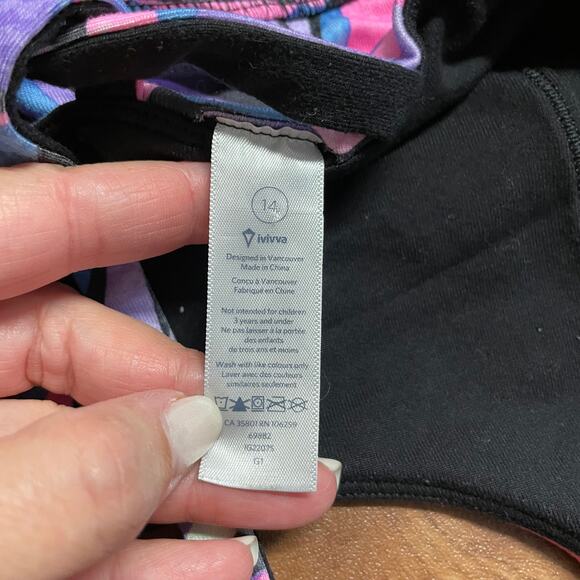 14
ivivva
Designed in Vancouver
Made in China
Conçu à Vancouver
Fabriqué en Chine
Not intended for children
3 years and under
Ne pas laisser à la portée
des enfants
de trois ans et moins
Wash with like colours only
Laver avec des couleurs
similaires seulement
CA 35801 RN 106259
69882
IG22075
G1